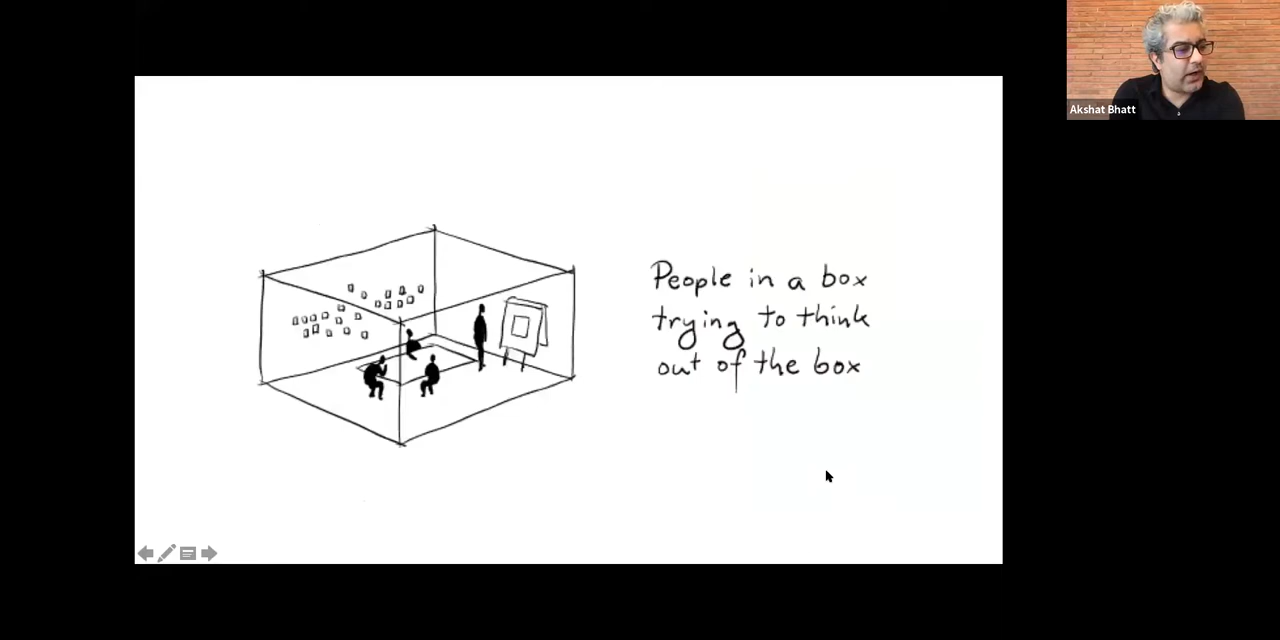 Akshat Bhatt
People in a box
trying to think
out of the box